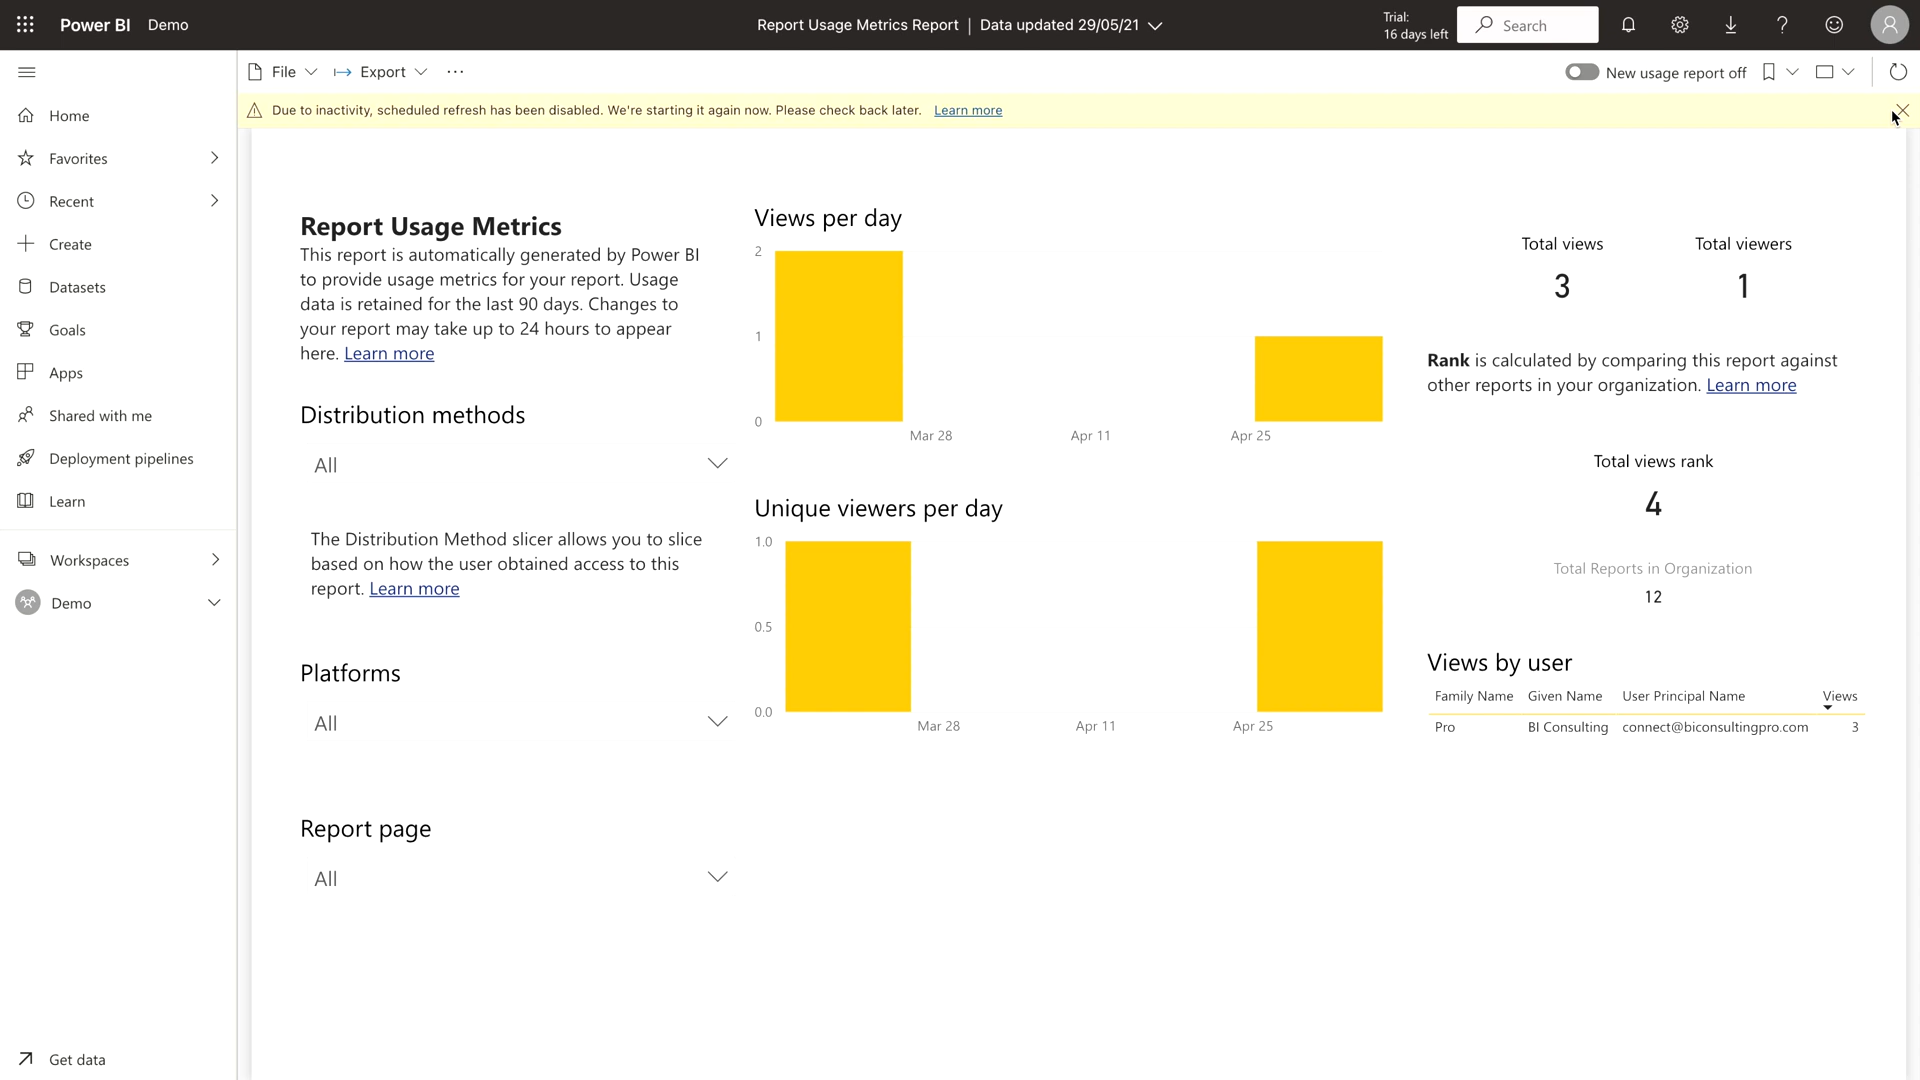 Power BI Demo
Report Usage Metrics Report | Data updated 29/05/21
Trial:
16 days left
Search
File Export ...
New usage report off
Due to inactivity, scheduled refresh has been disabled. We're starting it again now. Please check back later. Learn more
Home
Favorites
Recent
Create
Datasets
Goals
Apps
Shared with me
Deployment pipelines
Learn
Workspaces
Demo
Get data
Report Usage Metrics
This report is automatically generated by Power BI
to provide usage metrics for your report. Usage
data is retained for the last 90 days. Changes to
your report may take up to 24 hours to appear
here. Learn more
Distribution methods
All
The Distribution Method slicer allows you to slice
based on how the user obtained access to this
report. Learn more
Platforms
All
Report page
All
Views per day
2
1
0
Mar 28 Apr 11 Apr 25
Unique viewers per day
1.0
0.5
0.0
Mar 28 Apr 11 Apr 25
Total views Total viewers
3 1
Rank is calculated by comparing this report against
other reports in your organization. Learn more
Total views rank
4
Total Reports in Organization
12
Views by user
Family Name Given Name User Principal Name Views
Pro BI Consulting connect@biconsultingpro.com 3